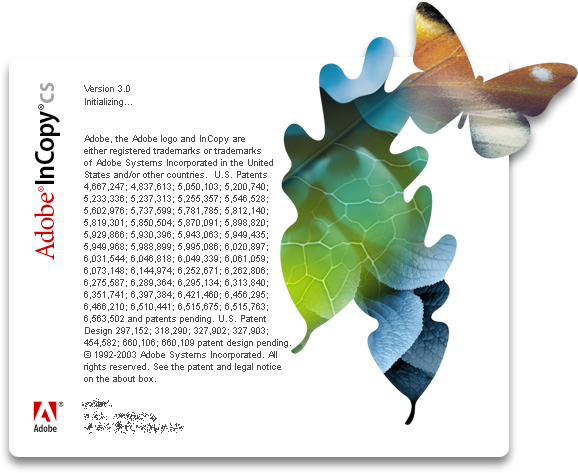 Adobe® InCopy® CS
Version 3.0
Initializing...
Adobe, the Adobe logo and InCopy are
either registered trademarks or trademarks
of Adobe Systems Incorporated in the United
States and/or other countries. U.S. Patents
4,667,247; 4,837,613; 5,050,103; 5,200,740;
5,233,336; 5,237,313; 5,255,357; 5,546,528;
5,602,976; 5,737,599; 5,781,785; 5,812,140;
5,819,301; 5,850,504; 5,870,091; 5,898,820;
5,929,866; 5,930,396; 5,943,063; 5,949,435;
5,949,968; 5,988,899; 5,995,086; 6,020,897;
6,031,544; 6,046,818; 6,049,339; 6,061,059;
6,073,148; 6,144,974; 6,252,671; 6,262,806;
6,275,587; 6,289,364; 6,295,134; 6,313,840;
6,351,741; 6,397,384; 6,421,460; 6,456,295;
6,466,210; 6,510,441; 6,515,675; 6,515,763;
6,563,502 and patents pending. U.S. Patent
Design 297,152; 318,290; 327,902; 327,903;
454,582; 660,106; 660,109 patent design pending.
© 1992-2003 Adobe Systems Incorporated. All
rights reserved. See the patent and legal notice
on the about box.
Adobe